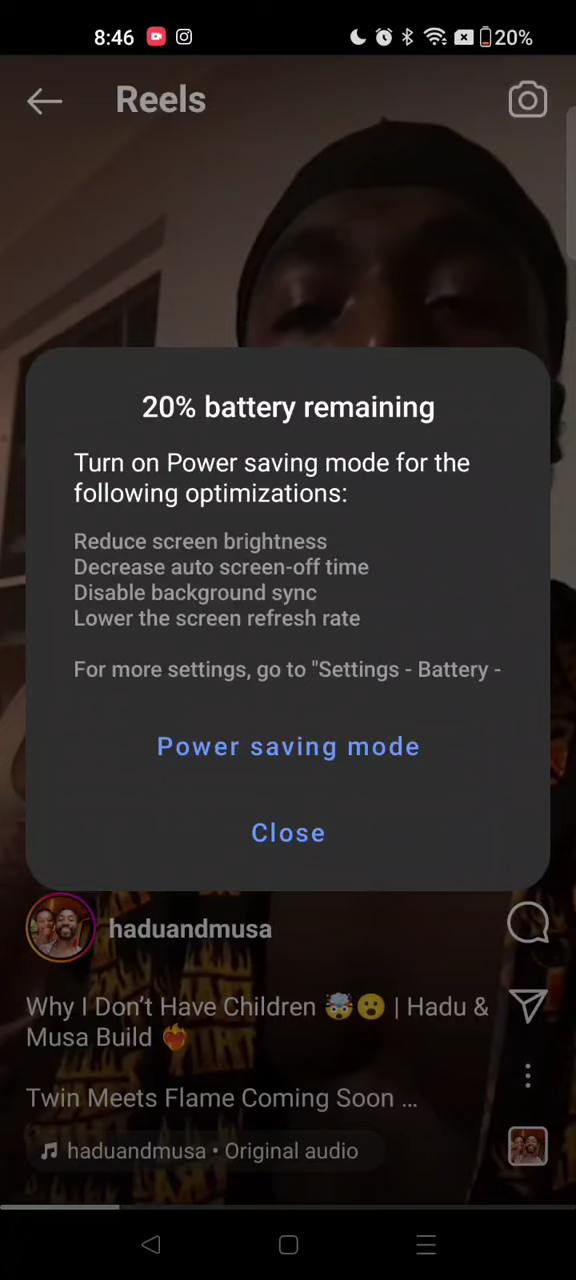 8:46
20%
Reels
20% battery remaining
Turn on Power saving mode for the
following optimizations:
Reduce screen brightness
Decrease auto screen-off time
Disable background sync
Lower the screen refresh rate
For more settings, go to "Settings - Battery -
Power saving mode
Close
haduandmusa
Why I Don't Have Children 🤯😮 | Hadu &
Musa Build ❤️‍🔥
Twin Meets Flame Coming Soon ...
haduandmusa • Original audio